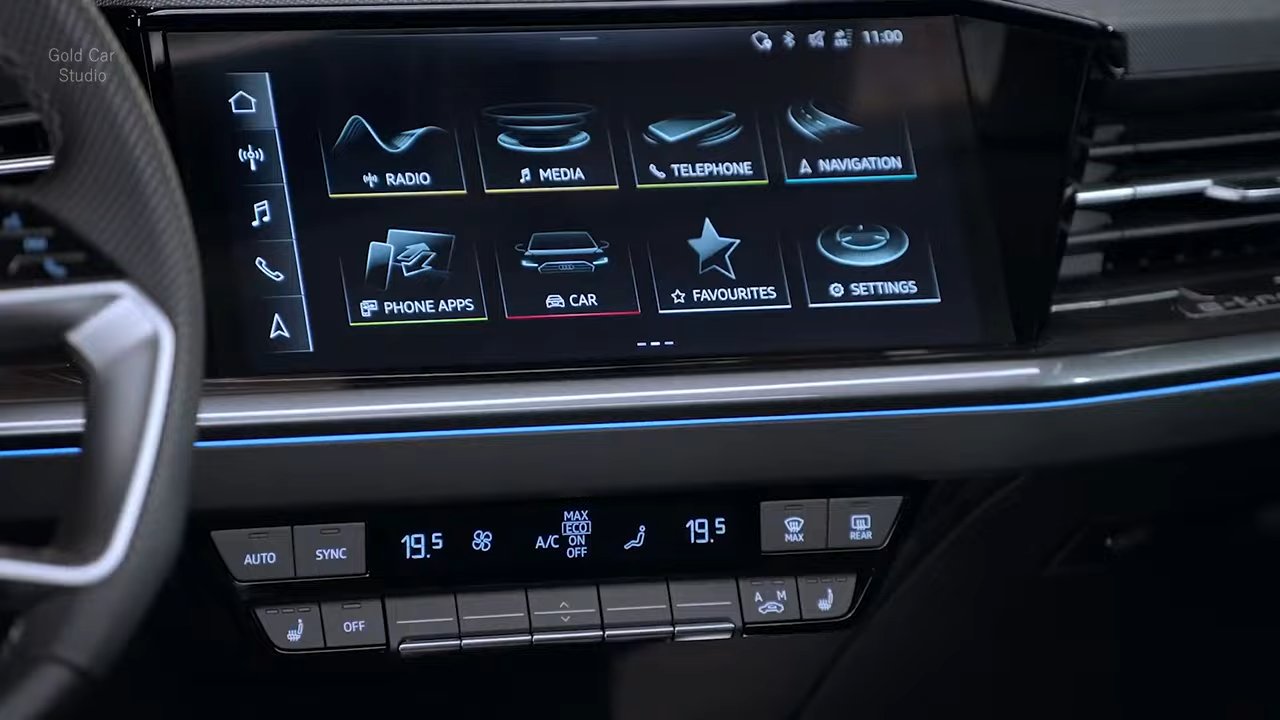 Gold Car
Studio
11:00
RADIO
MEDIA
TELEPHONE
NAVIGATION
PHONE APPS
CAR
FAVOURITES
SETTINGS
AUTO
SYNC
19.5
A/C
MAX
ECO
ON
OFF
19.5
MAX
REAR
OFF
A M